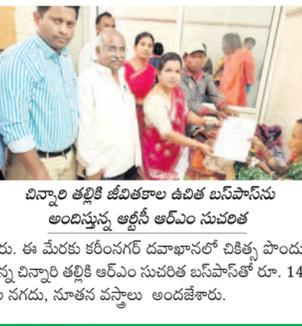 చిన్నారి తల్లికి జీవితకాల ఉచిత బస్‌పాస్‌ను
అందిస్తున్న ఆర్టీసీ ఆర్ఎం సుచరిత
రు. ఈ మేరకు కరీంనగర్ దవాఖానలో చికిత్స పొందు
న్న చిన్నారి తల్లికి ఆర్ఎం సుచరిత బస్‌పాస్‌తో రూ. 14
ల నగదు, నూతన వస్త్రాలు అందజేశారు.